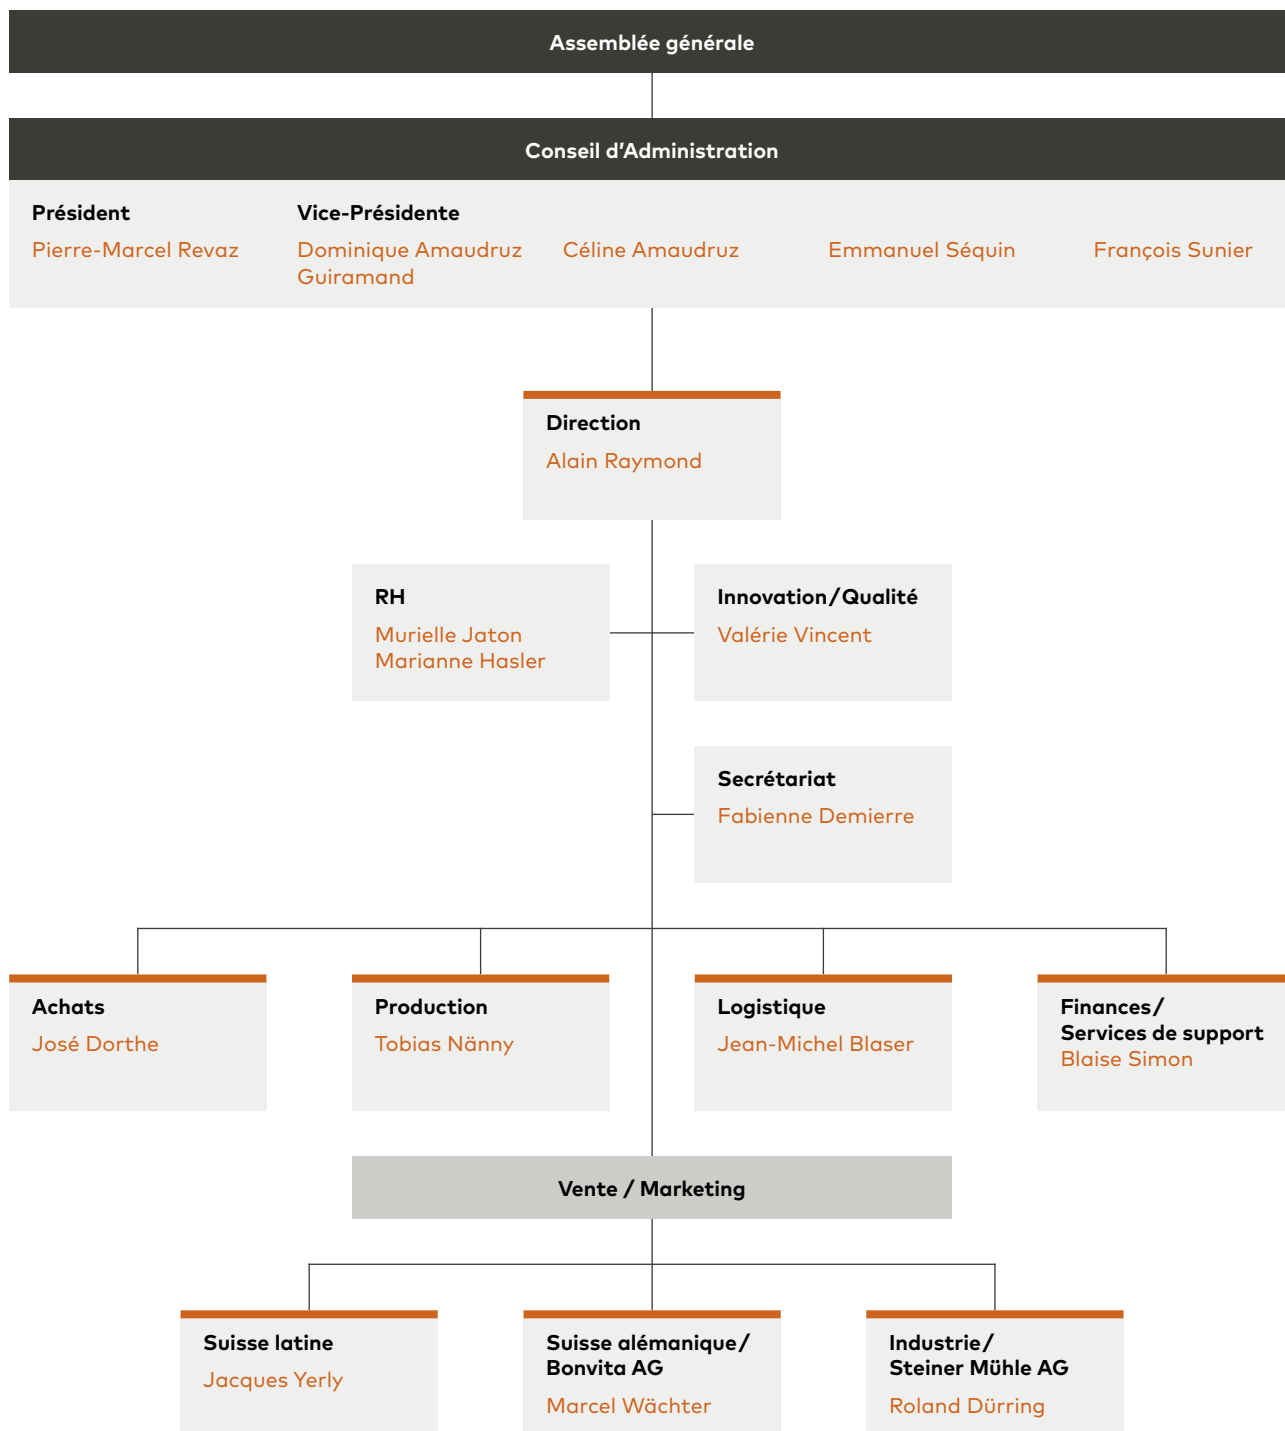 Assemblée générale
Conseil d'Administration
Président
Pierre-Marcel Revaz
Vice-Présidente
Dominique Amaudruz
Guiramand
Céline Amaudruz
Emmanuel Séquin
François Sunier
Direction
Alain Raymond
RH
Murielle Jaton
Marianne Hasler
Innovation/Qualité
Valérie Vincent
Secrétariat
Fabienne Demierre
Achats
José Dorthe
Production
Tobias Nänny
Logistique
Jean-Michel Blaser
Finances/
Services de support
Blaise Simon
Vente / Marketing
Suisse latine
Jacques Yerly
Suisse alémanique/
Bonvita AG
Marcel Wächter
Industrie/
Steiner Mühle AG
Roland Dürring